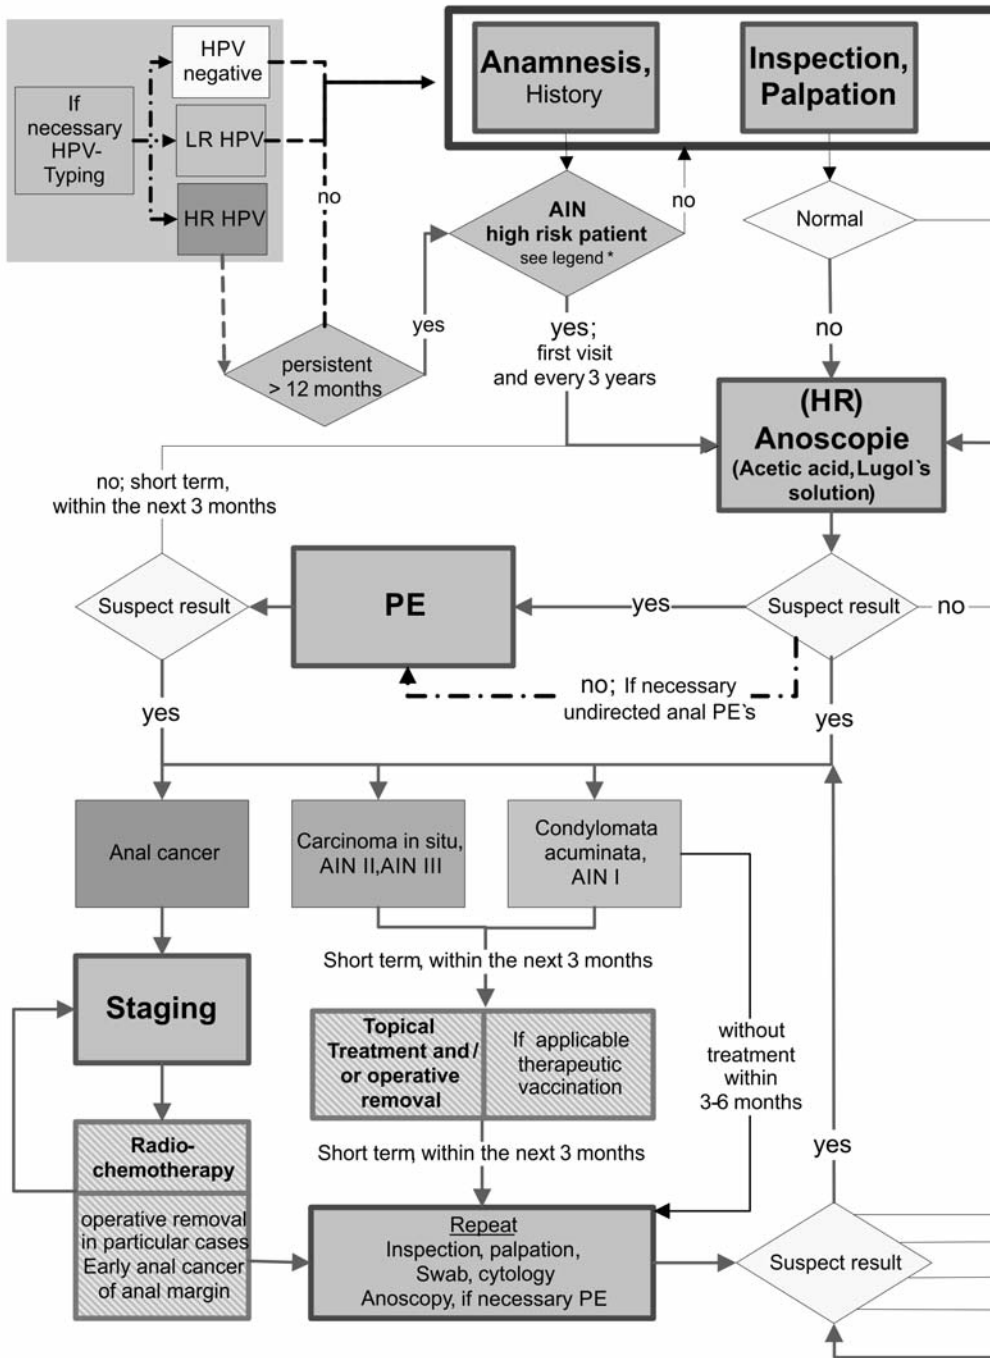 HPV
negative
If
necessary
HPV-
Typing
LR HPV
HR HPV
no
Anamnesis,
History
Inspection,
Palpation
AIN
high risk patient
see legend *
no
Normal
yes
persistent
> 12 months
yes;
first visit
and every 3 years
no
(HR)
Anoscopie
(Acetic acid, Lugol`s
solution)
no; short term,
within the next 3 months
Suspect result
PE
yes
Suspect result
no
no; If necessary
undirected anal PE`s
yes
yes
Anal cancer
Carcinoma in situ,
AIN II, AIN III
Condylomata
acuminata,
AIN I
Short term, within the next 3 months
Staging
Topical
Treatment and/
or operative
removal
If applicable
therapeutic
vaccination
without
treatment
within
3-6 months
Short term, within the next 3 months
Radio-
chemotherapy
operative removal
in particular cases
Early anal cancer
of anal margin
Repeat
Inspection, palpation,
Swab, cytology
Anoscopy, if necessary PE
yes
Suspect result